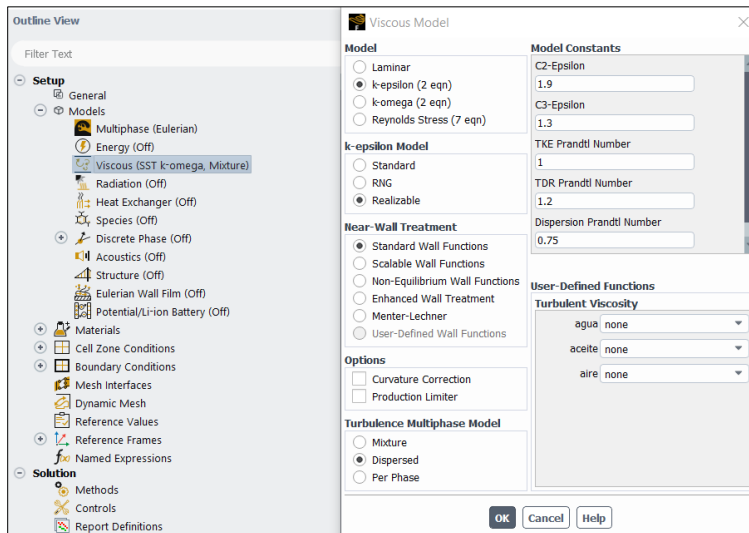 Outline View
Filter Text
Setup
General
Models
Multiphase (Eulerian)
Energy (Off)
Viscous (SST k-omega, Mixture)
Radiation (Off)
Heat Exchanger (Off)
Species (Off)
Discrete Phase (Off)
Acoustics (Off)
Structure (Off)
Eulerian Wall Film (Off)
Potential/Li-ion Battery (Off)
Materials
Cell Zone Conditions
Boundary Conditions
Mesh Interfaces
Dynamic Mesh
Reference Values
Reference Frames
Named Expressions
Solution
Methods
Controls
Report Definitions
Viscous Model
Model
Laminar
k-epsilon (2 eqn)
k-omega (2 eqn)
Reynolds Stress (7 eqn)
k-epsilon Model
Standard
RNG
Realizable
Near-Wall Treatment
Standard Wall Functions
Scalable Wall Functions
Non-Equilibrium Wall Functions
Enhanced Wall Treatment
Menter-Lechner
User-Defined Wall Functions
Options
Curvature Correction
Production Limiter
Turbulence Multiphase Model
Mixture
Dispersed
Per Phase
Model Constants
C2-Epsilon
1.9
C3-Epsilon
1.3
TKE Prandtl Number
1
TDR Prandtl Number
1.2
Dispersion Prandtl Number
0.75
User-Defined Functions
Turbulent Viscosity
agua none
aceite none
aire none
OK Cancel Help